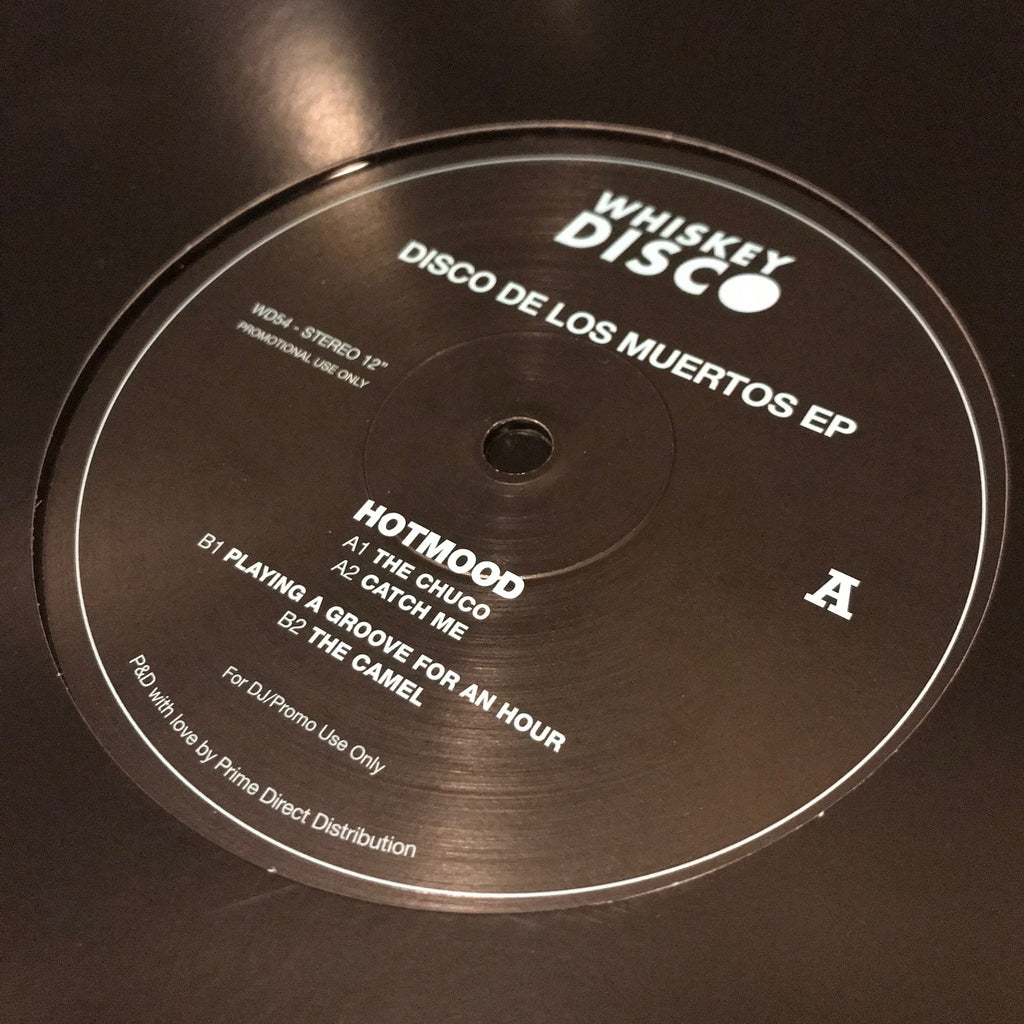 WHISKEY
DISCO
DISCO DE LOS MUERTOS EP
WD54 - STEREO 12"
PROMOTIONAL USE ONLY
HOTMOOD
A1 THE CHUCO
A2 CATCH ME
B1 PLAYING A GROOVE FOR AN HOUR
B2 THE CAMEL
A
For DJ/Promo Use Only
P&D with love by Prime Direct Distribution